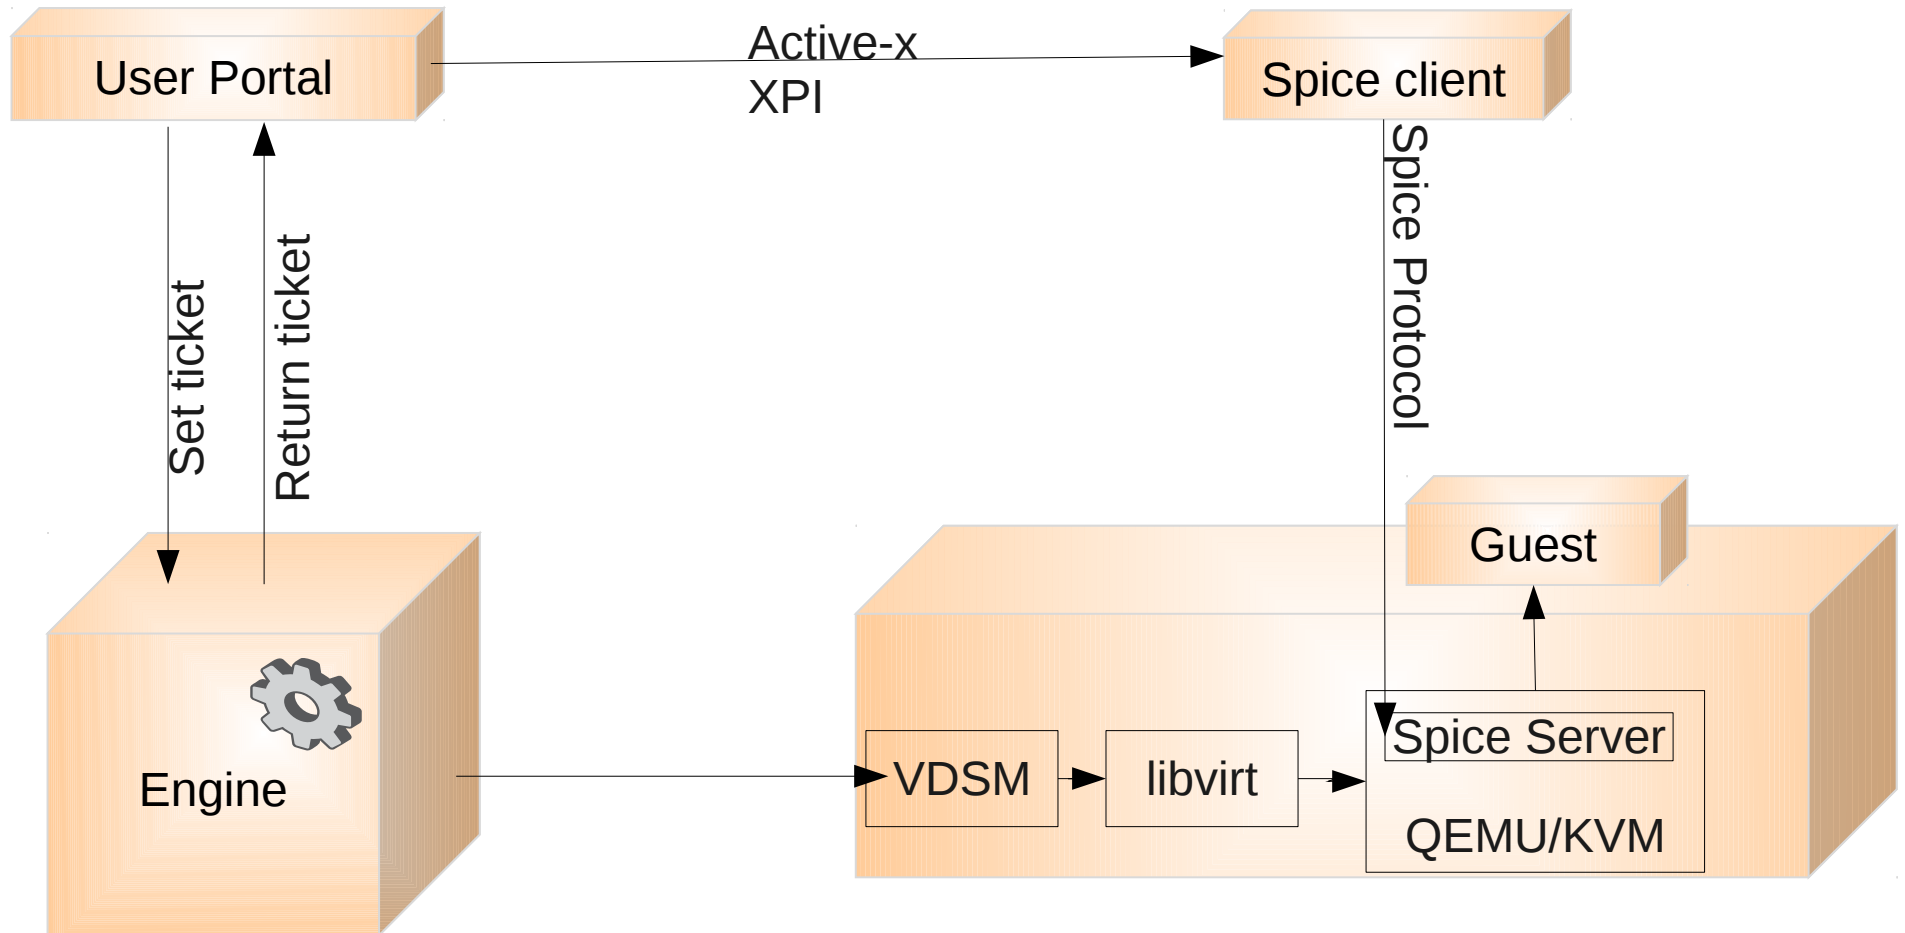 User Portal
Active-x
XPI
Spice client
Set ticket
Return ticket
Spice Protocol
Guest
Engine
VDSM
libvirt
Spice Server
QEMU/KVM